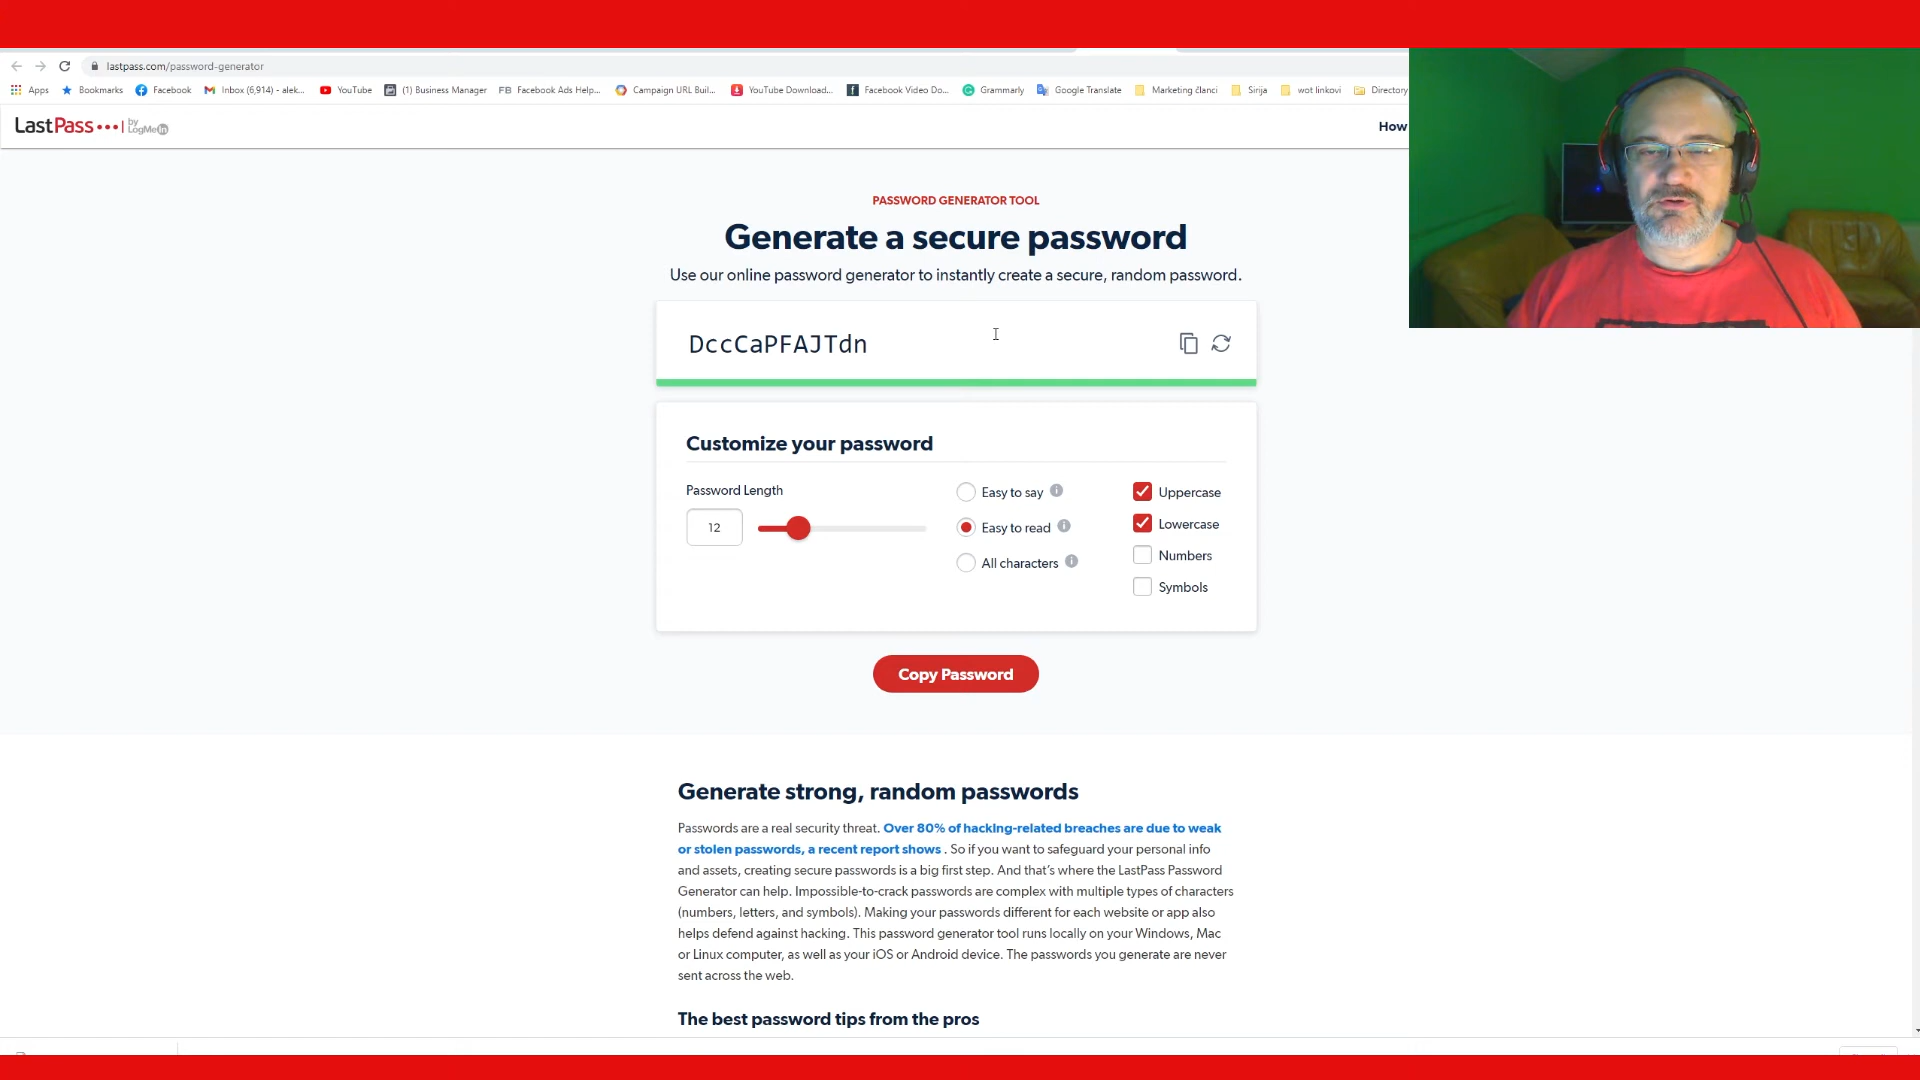 lastpass.com/password-generator
Apps Bookmarks Facebook Inbox (6,914) - alek... YouTube (1) Business Manager FB Facebook Ads Help... Campaign URL Buil... YouTube Download... Facebook Video Do... Grammarly Google Translate Marketing članci Sirija wot linkovi Directory
LastPass •••| by LogMeIn
How
PASSWORD GENERATOR TOOL
Generate a secure password
Use our online password generator to instantly create a secure, random password.
DccCaPFAJTdn
Customize your password
Password Length
12
Easy to say
Easy to read
All characters
Uppercase
Lowercase
Numbers
Symbols
Copy Password
Generate strong, random passwords
Passwords are a real security threat. Over 80% of hacking-related breaches are due to weak
or stolen passwords, a recent report shows . So if you want to safeguard your personal info
and assets, creating secure passwords is a big first step. And that's where the LastPass Password
Generator can help. Impossible-to-crack passwords are complex with multiple types of characters
(numbers, letters, and symbols). Making your passwords different for each website or app also
helps defend against hacking. This password generator tool runs locally on your Windows, Mac
or Linux computer, as well as your iOS or Android device. The passwords you generate are never
sent across the web.
The best password tips from the pros